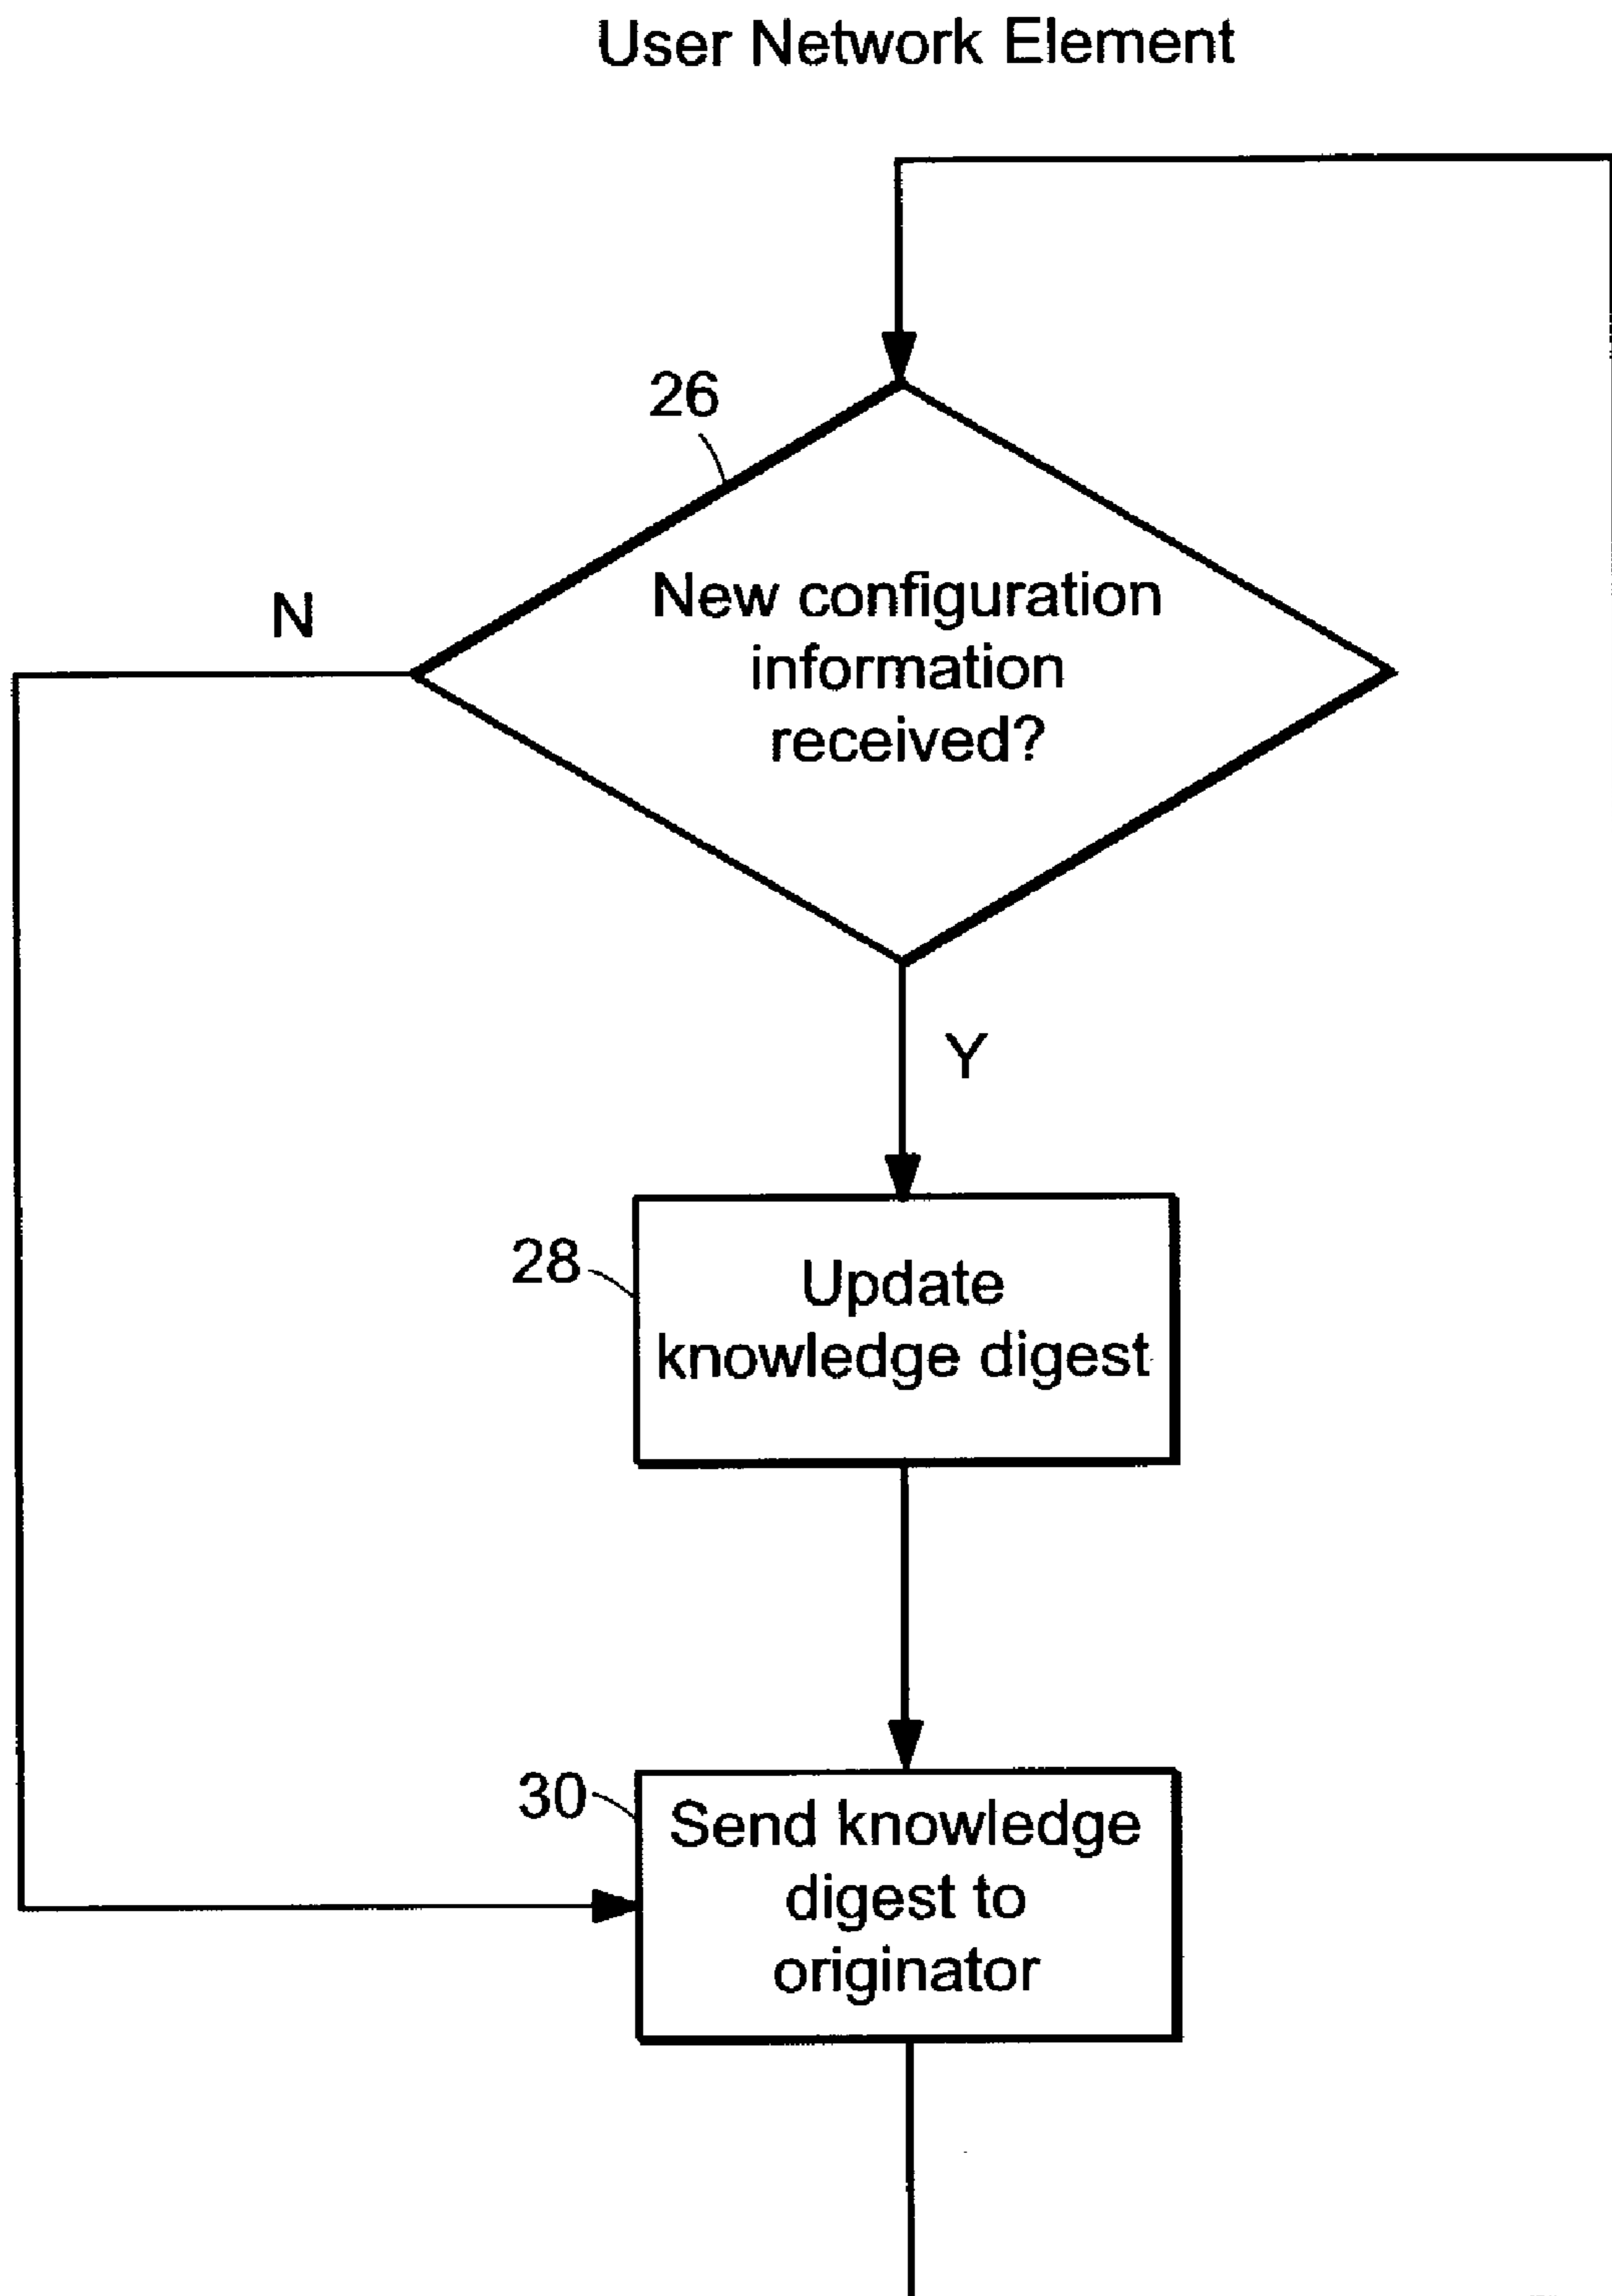 User Network Element
26
N
New configuration
information
received?
Y
28
Update
knowledge digest
30
Send knowledge
digest to
originator